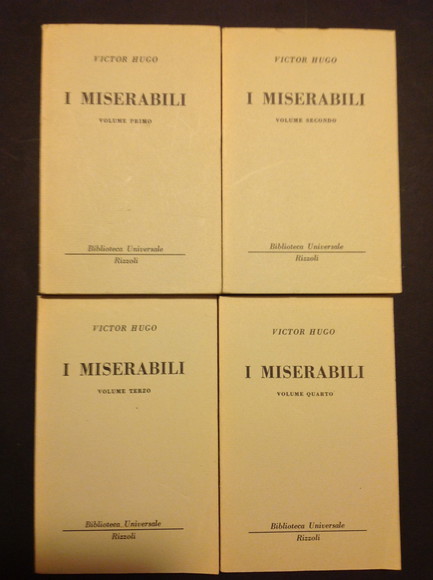 VICTOR HUGO
I MISERABILI
VOLUME PRIMO
Biblioteca Universale
Rizzoli
VICTOR HUGO
I MISERABILI
VOLUME SECONDO
Biblioteca Universale
Rizzoli
VICTOR HUGO
I MISERABILI
VOLUME TERZO
Biblioteca Universale
Rizzoli
VICTOR HUGO
I MISERABILI
VOLUME QUARTO
Biblioteca Universale
Rizzoli